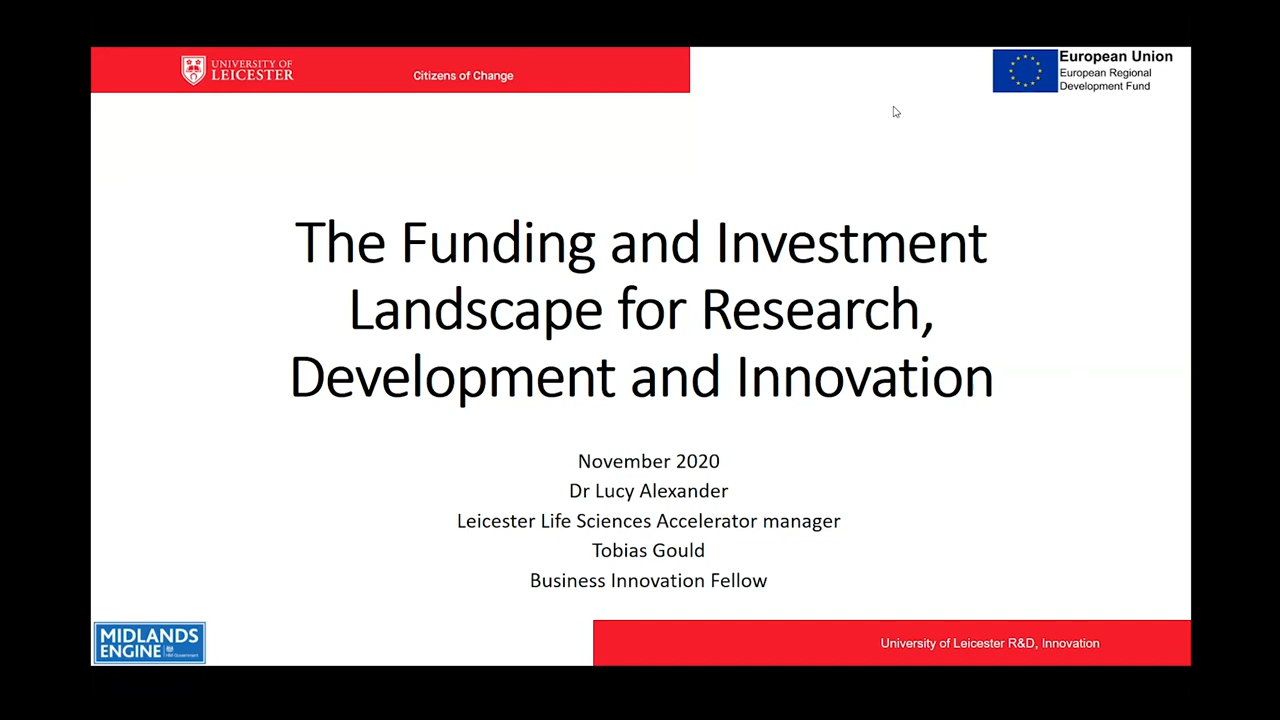 UNIVERSITY OF
LEICESTER
Citizens of Change
European Union
European Regional
Development Fund
The Funding and Investment
Landscape for Research,
Development and Innovation
November 2020
Dr Lucy Alexander
Leicester Life Sciences Accelerator manager
Tobias Gould
Business Innovation Fellow
MIDLANDS
ENGINE
HM Government
University of Leicester R&D, Innovation